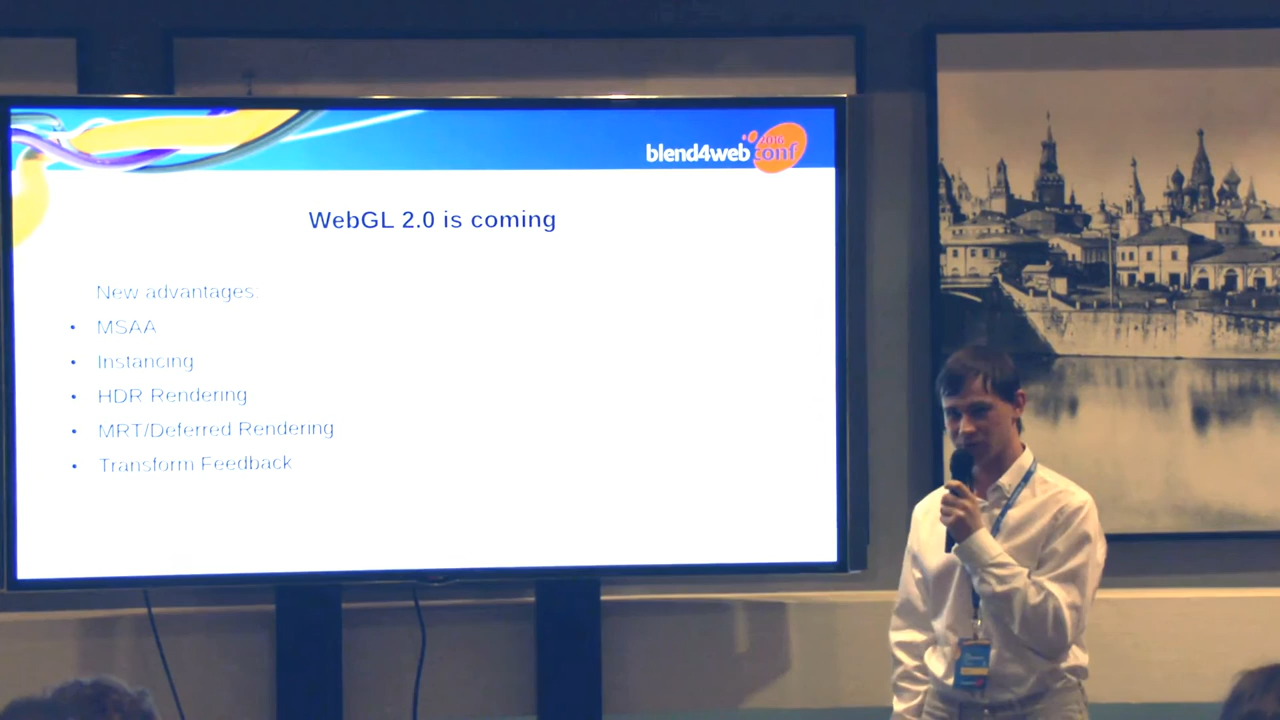 blend4web conf 2016
WebGL 2.0 is coming
New advantages:
• MSAA
• Instancing
• HDR Rendering
• MRT/Deferred Rendering
• Transform Feedback